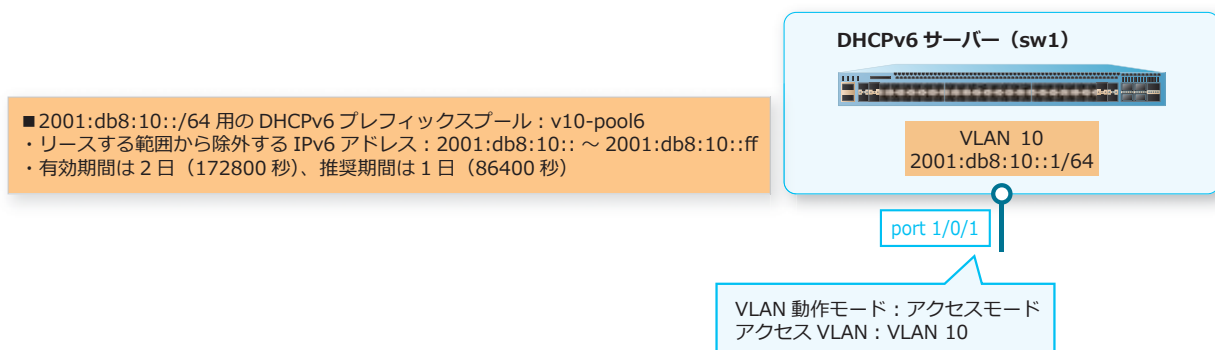 DHCPv6 サーバー（sw1）
■2001:db8:10::/64 用の DHCPv6 プレフィックスプール：v10-pool6
・リースする範囲から除外する IPv6 アドレス：2001:db8:10:: ～ 2001:db8:10::ff
・有効期間は 2 日（172800 秒）、推奨期間は 1 日（86400 秒）
VLAN 10
2001:db8:10::1/64
port 1/0/1
VLAN 動作モード：アクセスモード
アクセス VLAN：VLAN 10